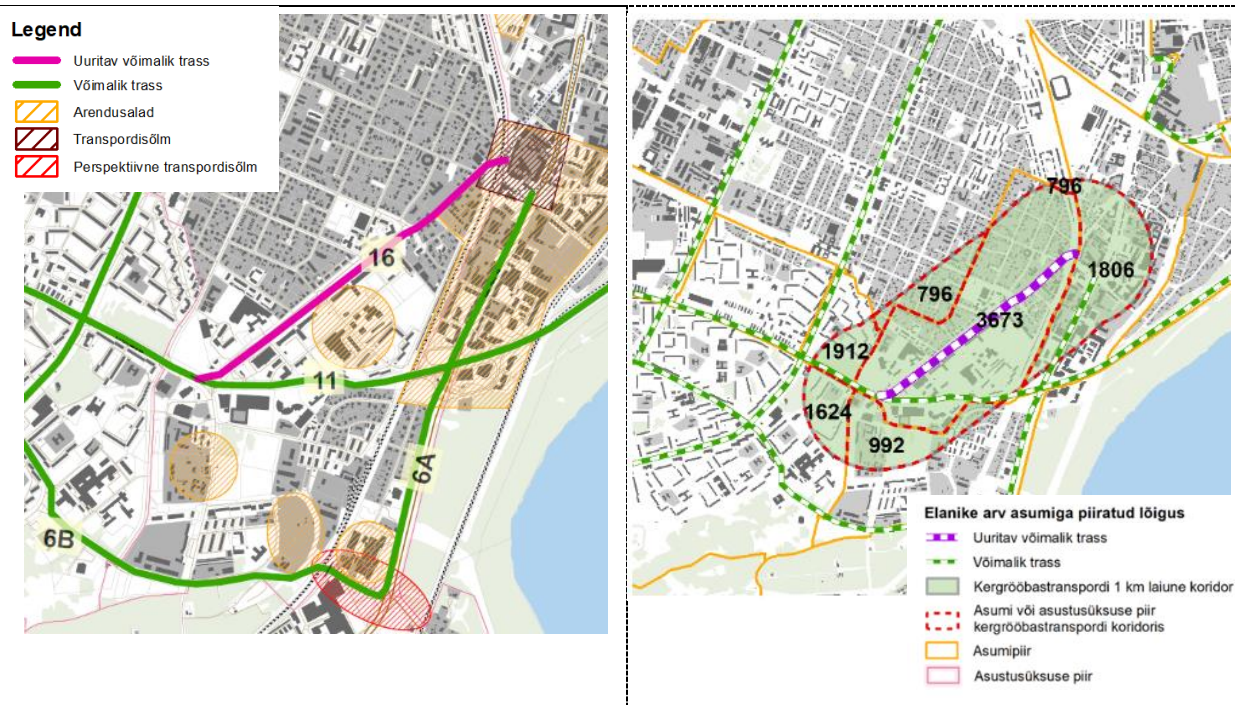 Legend
Uuritav võimalik trass
Võimalik trass
Arendusalad
Transpordisõlm
Perspektiivne transpordisõlm
16
11
6A
6B
796
1806
796
3673
1912
1624
992
Elanike arv asumiga piiratud lõigus
Uuritav võimalik trass
Võimalik trass
Kergrööbastranspordi 1 km laiune koridor
Asumi või asustusüksuse piir
kergrööbastranspordi koridoris
Asumipiir
Asustusüksuse piir